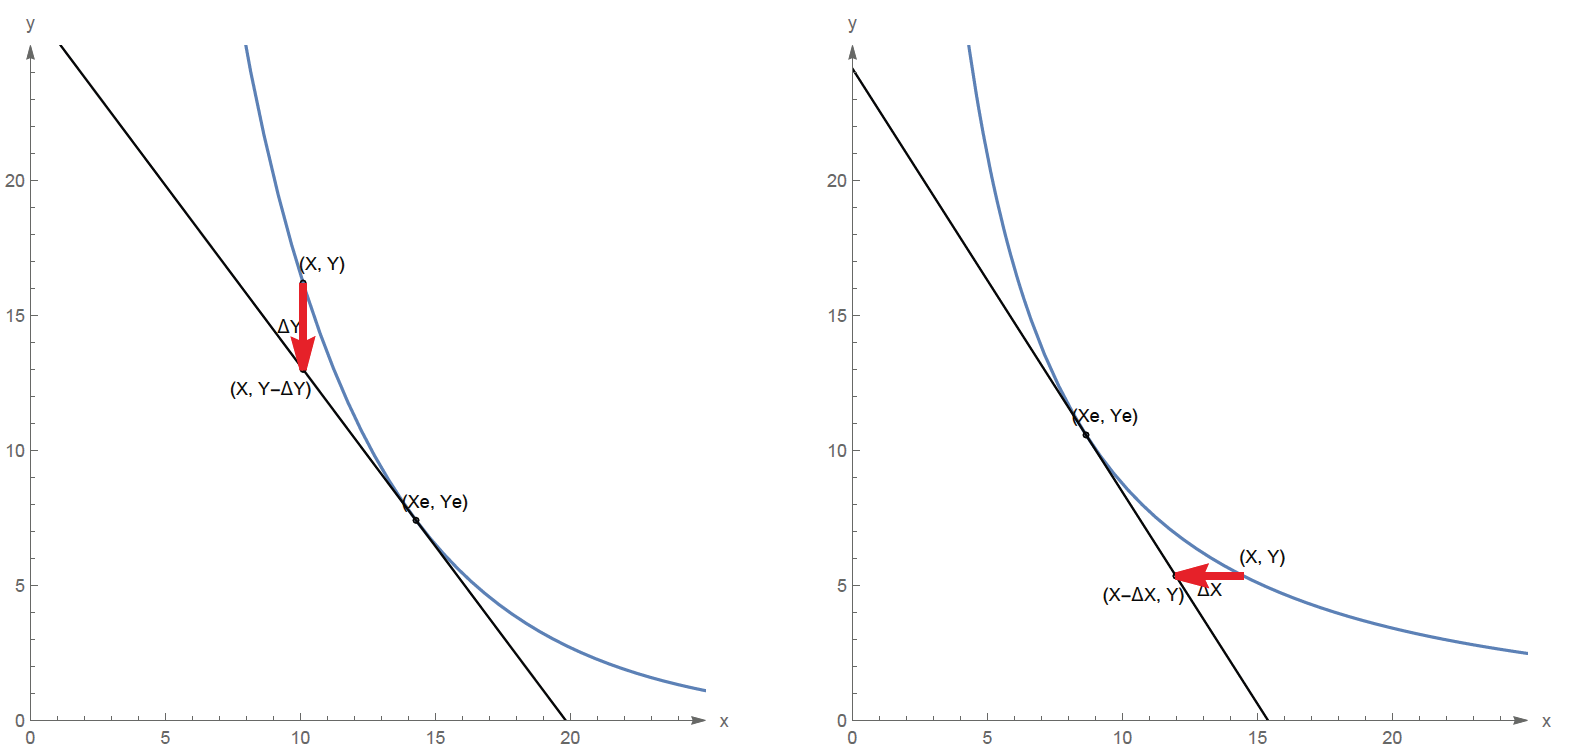 y
20
15
10
5
0
(X, Y)
ΔY
(X, Y−ΔY)
(Xe, Ye)
0 5 10 15 20
x
y
20
15
10
5
0
(Xe, Ye)
(X, Y)
(X−ΔX, Y)
ΔX
0 5 10 15 20
x